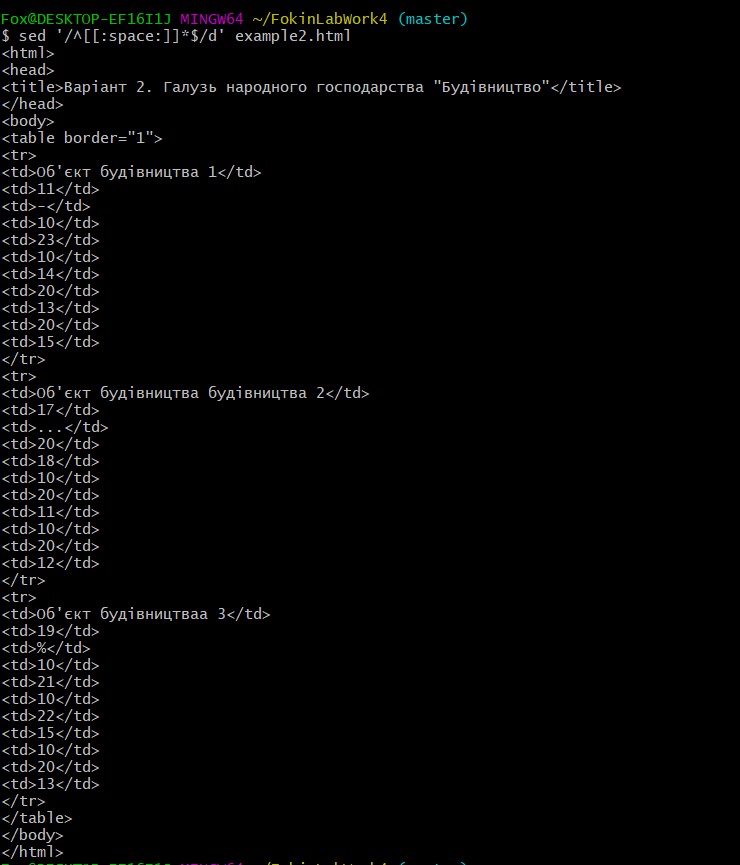 Fox@DESKTOP-EF16I1J MINGW64 ~/FokinLabWork4 (master)
$ sed '/^[[:space:]]*$/d' example2.html
<html>
<head>
<title>Варіант 2. Галузь народного господарства "Будівництво"</title>
</head>
<body>
<table border="1">
<tr>
<td>Об'єкт будівництва 1</td>
<td>11</td>
<td>-</td>
<td>10</td>
<td>23</td>
<td>10</td>
<td>14</td>
<td>20</td>
<td>13</td>
<td>20</td>
<td>15</td>
</tr>
<tr>
<td>Об'єкт будівництва будівництва 2</td>
<td>17</td>
<td>...</td>
<td>20</td>
<td>18</td>
<td>10</td>
<td>20</td>
<td>11</td>
<td>10</td>
<td>20</td>
<td>12</td>
</tr>
<tr>
<td>Об'єкт будівництваа 3</td>
<td>19</td>
<td>%</td>
<td>10</td>
<td>21</td>
<td>10</td>
<td>22</td>
<td>15</td>
<td>10</td>
<td>20</td>
<td>13</td>
</tr>
</table>
</body>
</html>